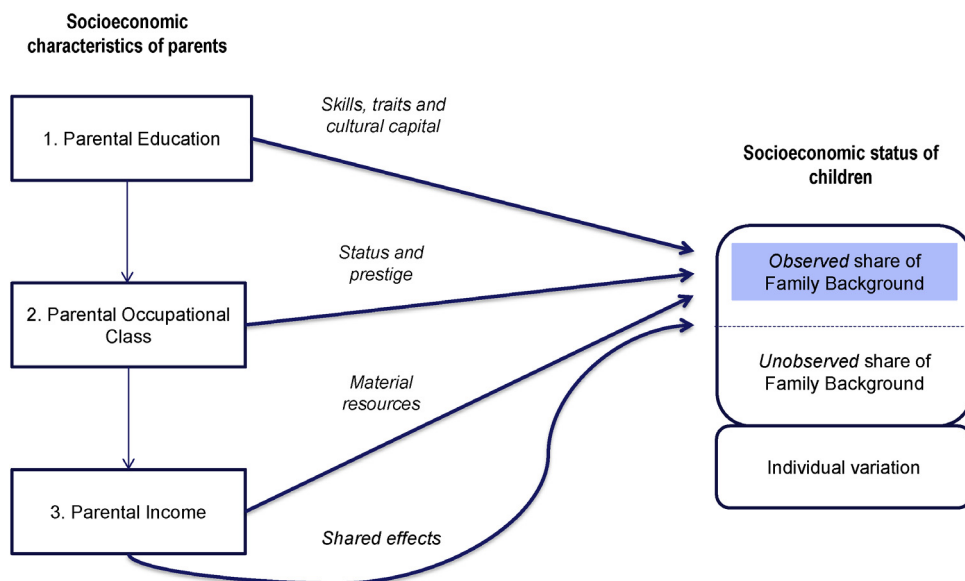 Socioeconomic
characteristics of parents
1. Parental Education
2. Parental Occupational
Class
3. Parental Income
Skills, traits and
cultural capital
Status and
prestige
Material
resources
Shared effects
Socioeconomic status of
children
Observed share of
Family Background
Unobserved share of
Family Background
Individual variation